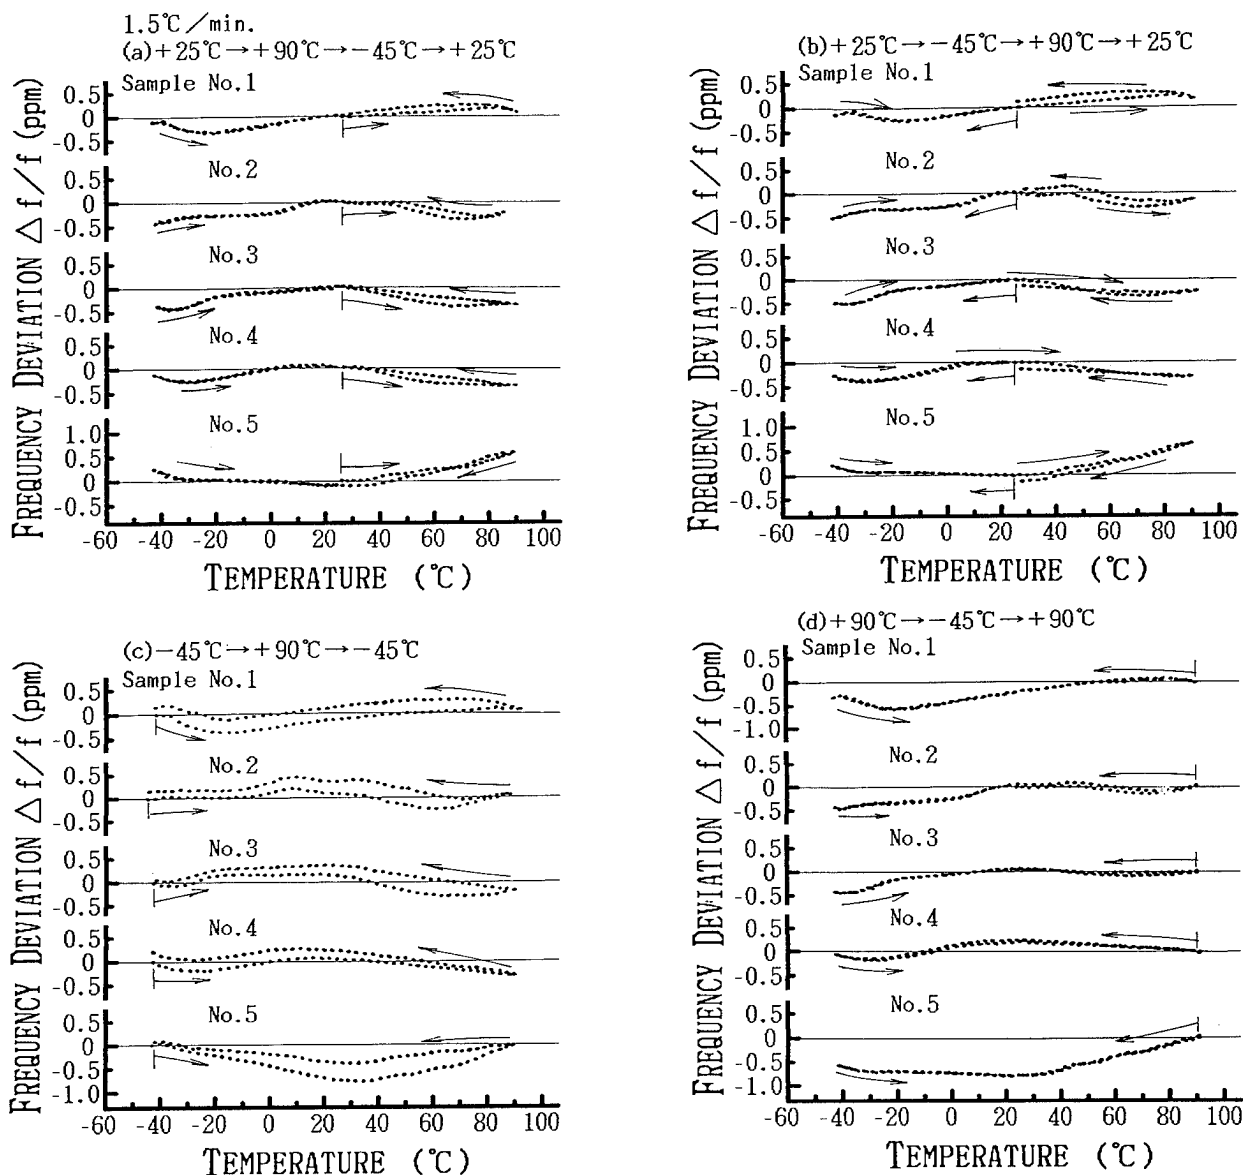 1.5℃/min.
(a)+25℃→+90℃→-45℃→+25℃
Sample No.1
0.5
0
-0.5
No.2
0.5
0
-0.5
No.3
0.5
0
-0.5
No.4
0.5
0
-0.5
No.5
1.0
0.5
0
-0.5
-60 -40 -20 0 20 40 60 80 100
TEMPERATURE (℃)
FREQUENCY DEVIATION △f/f (ppm)
(b)+25℃→-45℃→+90℃→+25℃
Sample No.1
0.5
0
-0.5
No.2
0.5
0
-0.5
No.3
0.5
0
-0.5
No.4
0.5
0
-0.5
No.5
1.0
0.5
0
-0.5
-60 -40 -20 0 20 40 60 80 100
TEMPERATURE (℃)
FREQUENCY DEVIATION △f/f (ppm)
(c)-45℃→+90℃→-45℃
Sample No.1
0.5
0
-0.5
No.2
0.5
0
-0.5
No.3
0.5
0
-0.5
No.4
0.5
0
-0.5
No.5
0.5
0
-0.5
-1.0
-60 -40 -20 0 20 40 60 80 100
TEMPERATURE (℃)
FREQUENCY DEVIATION △f/f (ppm)
(d)+90℃→-45℃→+90℃
Sample No.1
0.5
0
-0.5
-1.0
No.2
0.5
0
-0.5
No.3
0.5
0
-0.5
No.4
0.5
0
-0.5
No.5
0.5
0
-0.5
-1.0
-60 -40 -20 0 20 40 60 80 100
TEMPERATURE (℃)
FREQUENCY DEVIATION △f/f (ppm)